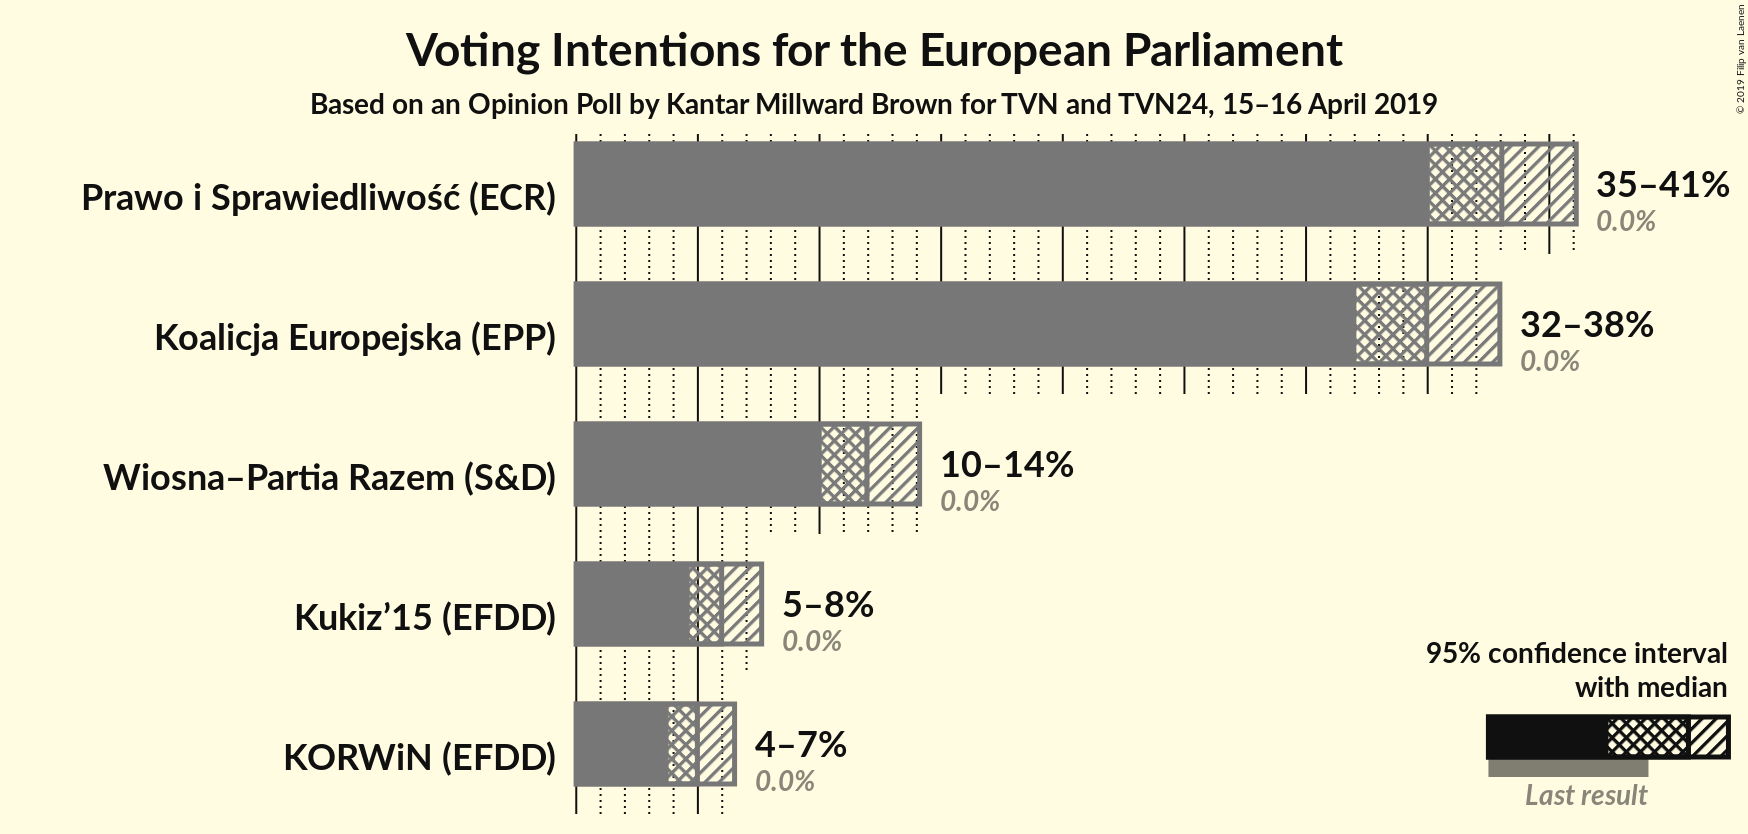 Voting Intentions for the European Parliament
Based on an Opinion Poll by Kantar Millward Brown for TVN and TVN24, 15–16 April 2019
© 2019 Filip van Laenen
Prawo i Sprawiedliwość (ECR)
35–41%
0.0%
Koalicja Europejska (EPP)
32–38%
0.0%
Wiosna–Partia Razem (S&D)
10–14%
0.0%
Kukiz’15 (EFDD)
5–8%
0.0%
KORWiN (EFDD)
4–7%
0.0%
95% confidence interval
with median
Last result